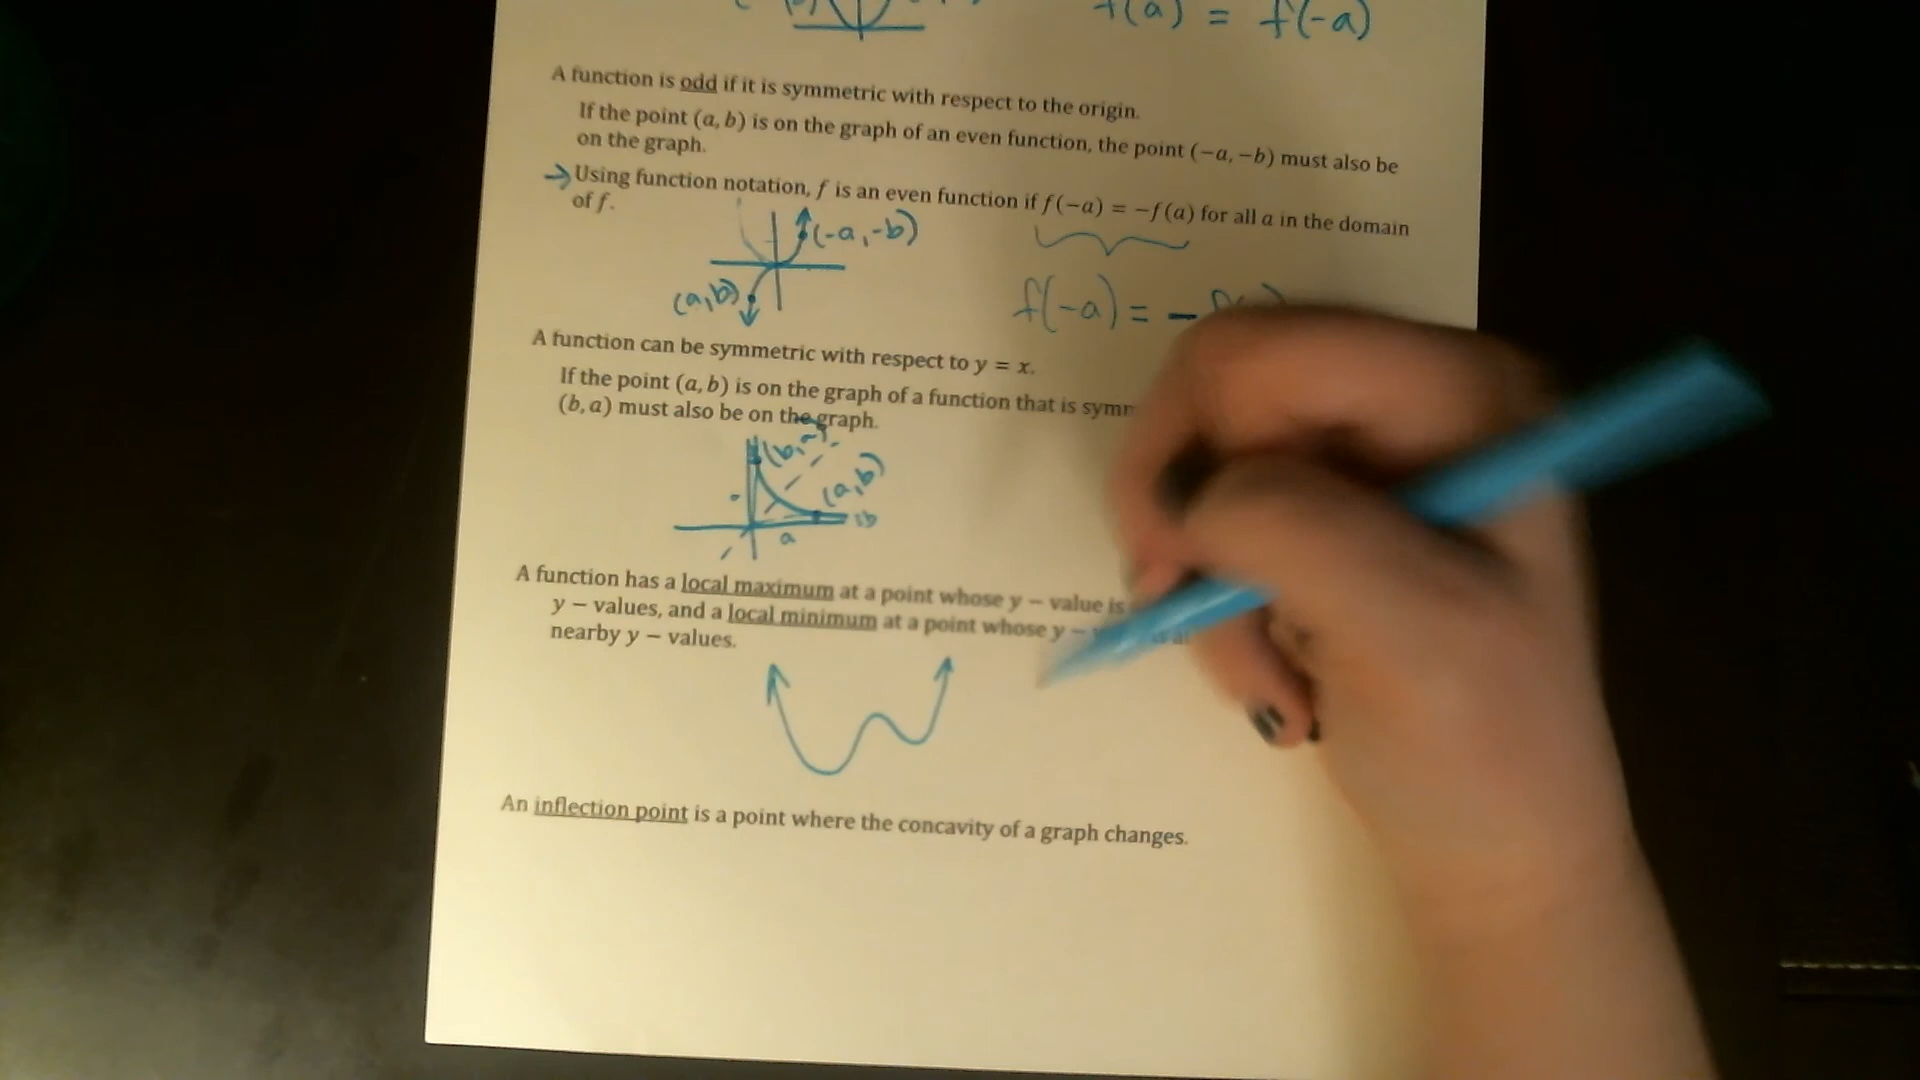 f(a) = f(-a)
A function is odd if it is symmetric with respect to the origin.
If the point (a, b) is on the graph of an even function, the point (−a, −b) must also be
on the graph.
→ Using function notation, f is an even function if f(−a) = −f(a) for all a in the domain
of f.
(-a,-b)
(a,b)
f(-a) = -
A function can be symmetric with respect to y = x.
If the point (a, b) is on the graph of a function that is symm
(b, a) must also be on the graph.
(b,a)
(a,b)
b
a
A function has a local maximum at a point whose y − value is
y − values, and a local minimum at a point whose y −
nearby y − values.
An inflection point is a point where the concavity of a graph changes.